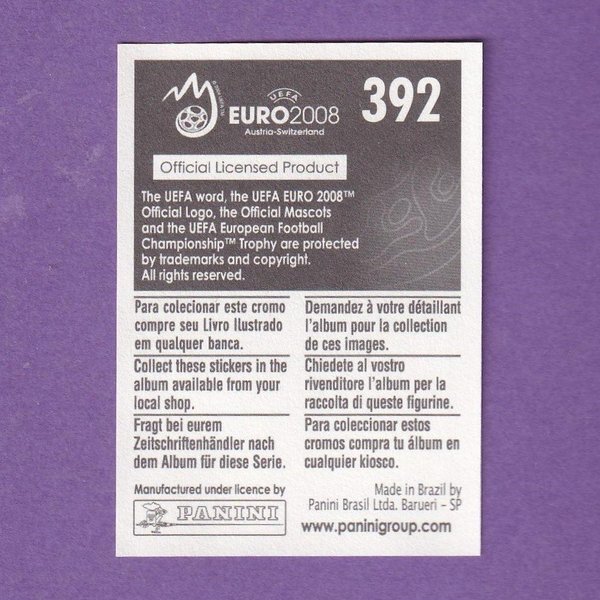 UEFA
EURO2008
Austria-Switzerland
392
Official Licensed Product
The UEFA word, the UEFA EURO 2008™
Official Logo, the Official Mascots
and the UEFA European Football
Championship™ Trophy are protected
by trademarks and copyright.
All rights reserved.
Para colecionar este cromo
compre seu Livro Ilustrado
em qualquer banca.
Demandez à votre détaillant
l'album pour la collection
de ces images.
Collect these stickers in the
album available from your
local shop.
Chiedete al vostro
rivenditore l'album per la
raccolta di queste figurine.
Fragt bei eurem
Zeitschriftenhändler nach
dem Album für diese Serie.
Para coleccionar estos
cromos compra tu álbum en
cualquier kiosco.
Manufactured under licence by
PANINI
Made in Brazil by
Panini Brasil Ltda. Barueri - SP
www.paninigroup.com